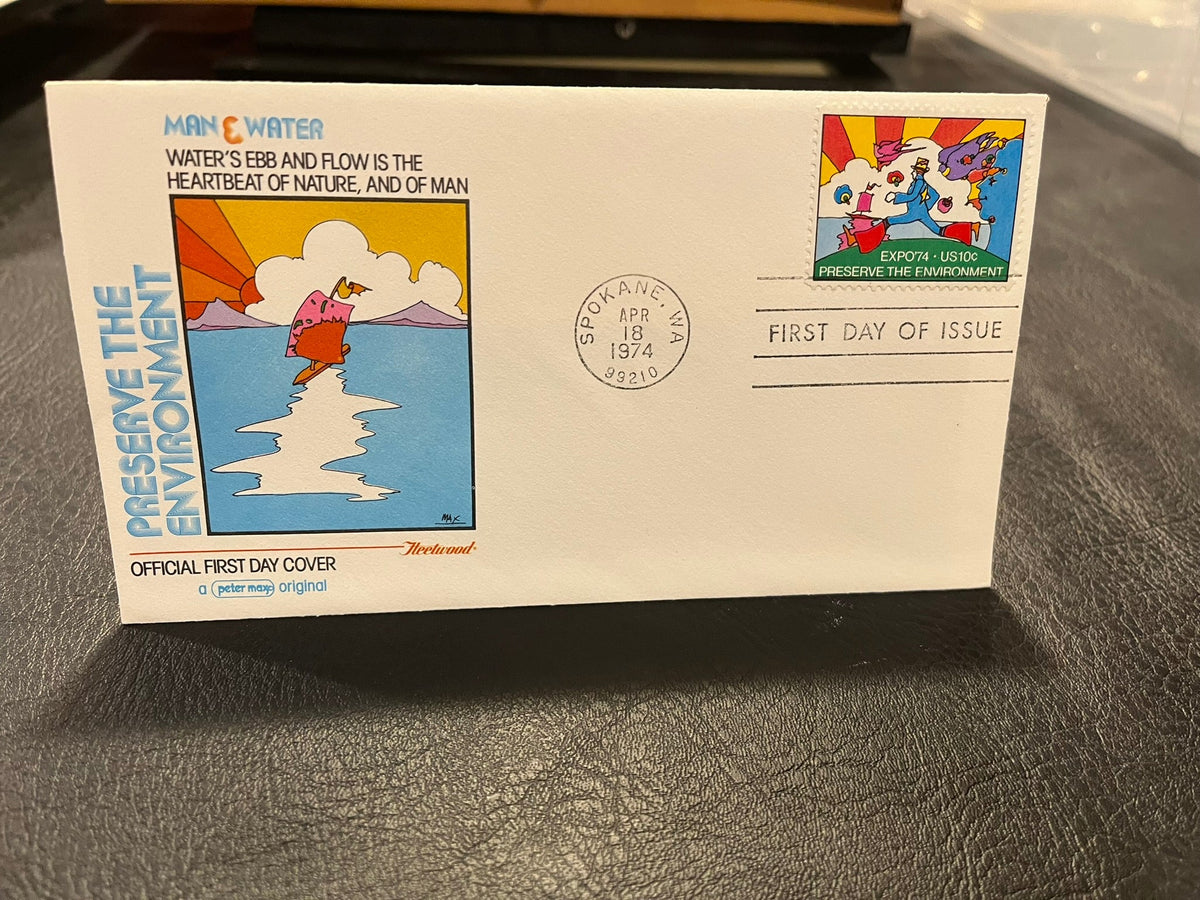 MAN & WATER
WATER'S EBB AND FLOW IS THE
HEARTBEAT OF NATURE, AND OF MAN
PRESERVE THE
ENVIRONMENT
MAX
Fleetwood
OFFICIAL FIRST DAY COVER
a peter max original
SPOKANE, WA
APR
18
1974
99210
EXPO'74 · US10c
PRESERVE THE ENVIRONMENT
FIRST DAY OF ISSUE